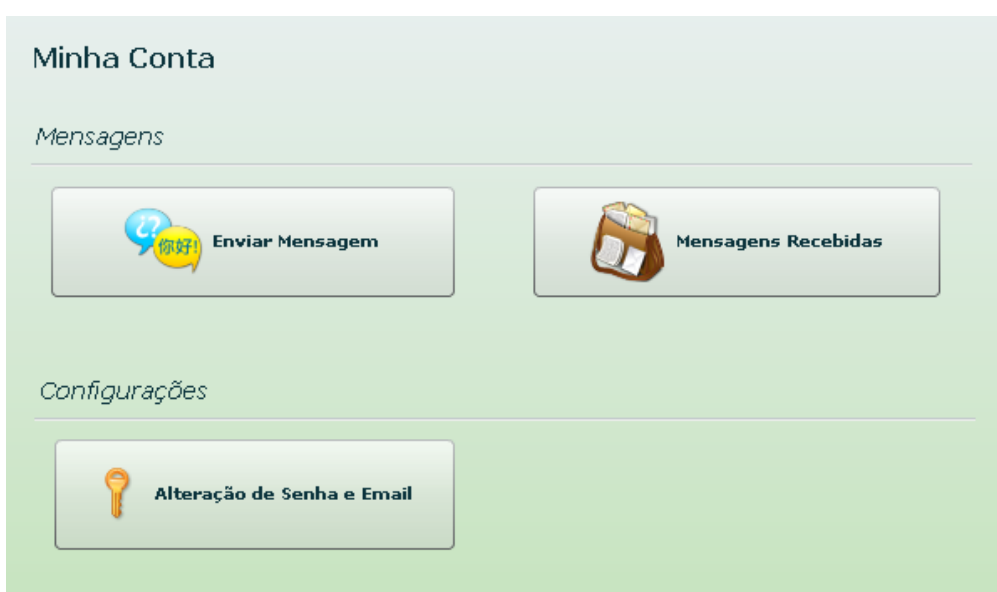 Minha Conta
Mensagens
¿?
你好!
Enviar Mensagem
Mensagens Recebidas
Configurações
Alteração de Senha e Email